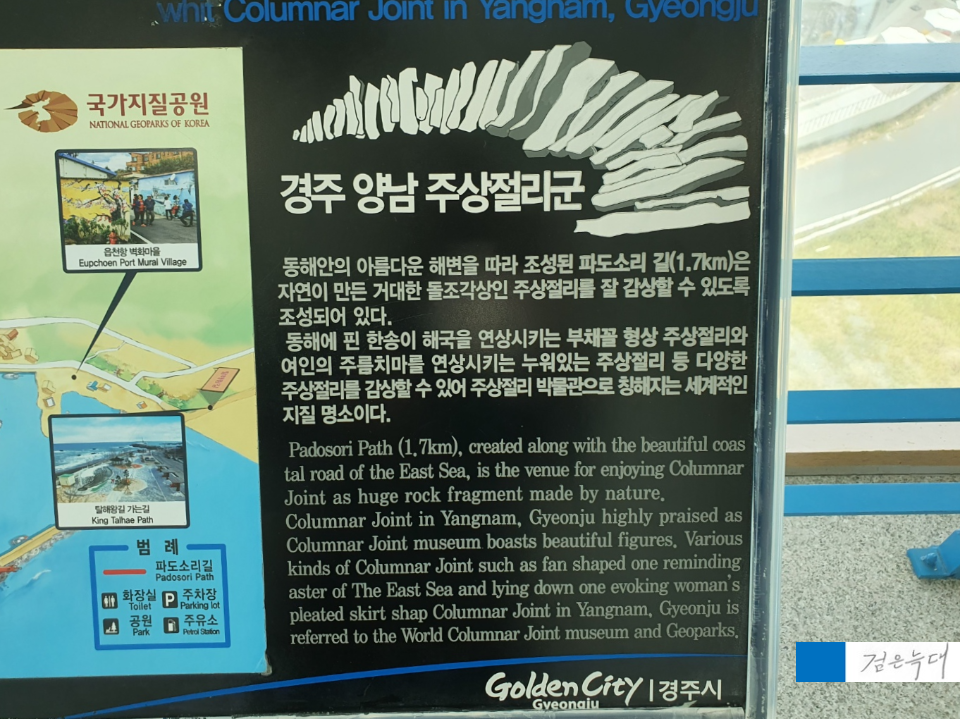 whit Columnar Joint in Yangnam, Gyeongju
국가지질공원
NATIONAL GEOPARKS OF KOREA
읍천항 벽화마을
Eupchoen Port Mural Village
탈해왕길 가는길
King Talhae Path
범 례
파도소리길
Padosori Path
화장실
Toilet
주차장
Parking lot
공원
Park
주유소
Petrol Station
경주 양남 주상절리군
동해안의 아름다운 해변을 따라 조성된 파도소리 길(1.7km)은
자연이 만든 거대한 돌조각상인 주상절리를 잘 감상할 수 있도록
조성되어 있다.
동해에 핀 한송이 해국을 연상시키는 부채꼴 형상 주상절리와
여인의 주름치마를 연상시키는 누워있는 주상절리 등 다양한
주상절리를 감상할 수 있어 주상절리 박물관으로 칭해지는 세계적인
지질 명소이다.
Padosori Path (1.7km), created along with the beautiful coas
tal road of the East Sea, is the venue for enjoying Columnar
Joint as huge rock fragment made by nature.
Columnar Joint in Yangnam, Gyeonju highly praised as
Columnar Joint museum boasts beautiful figures. Various
kinds of Columnar Joint such as fan shaped one reminding
aster of The East Sea and lying down one evoking woman's
pleated skirt shap Columnar Joint in Yangnam, Gyeonju is
referred to the World Columnar Joint museum and Geoparks.
Golden City | 경주시
Gyeongju
검은늑대